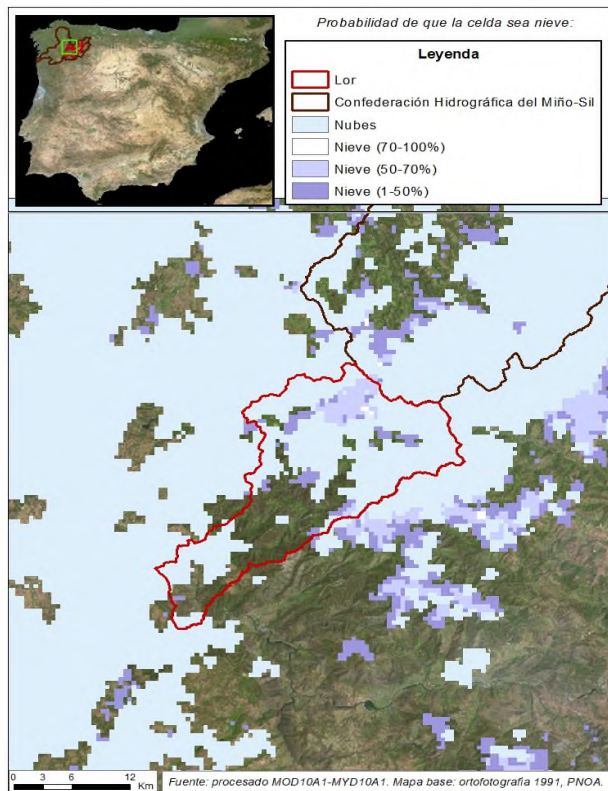 Probabilidad de que la celda sea nieve:
Leyenda
Lor
Confederación Hidrográfica del Miño-Sil
Nubes
Nieve (70-100%)
Nieve (50-70%)
Nieve (1-50%)
0 3 6 12
Km
Fuente: procesado MOD10A1-MYD10A1. Mapa base: ortofotografía 1991, PNOA.